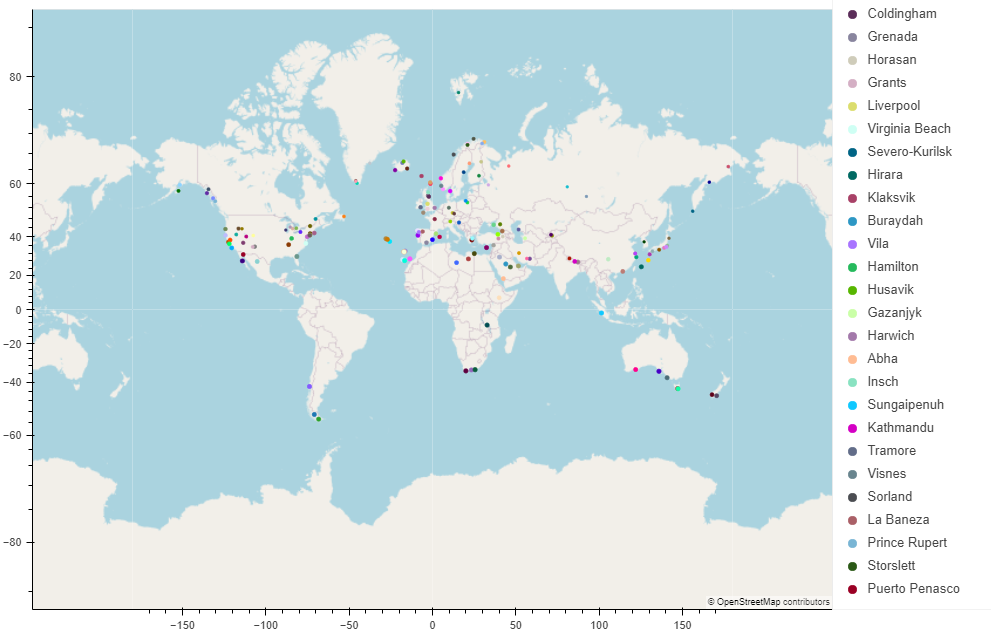 80
60
40
20
0
−20
−40
−60
−80
−150
−100
−50
0
50
100
150
© OpenStreetMap contributors
Coldingham
Grenada
Horasan
Grants
Liverpool
Virginia Beach
Severo-Kurilsk
Hirara
Klaksvik
Buraydah
Vila
Hamilton
Husavik
Gazanjyk
Harwich
Abha
Insch
Sungaipenuh
Kathmandu
Tramore
Visnes
Sorland
La Baneza
Prince Rupert
Storslett
Puerto Penasco